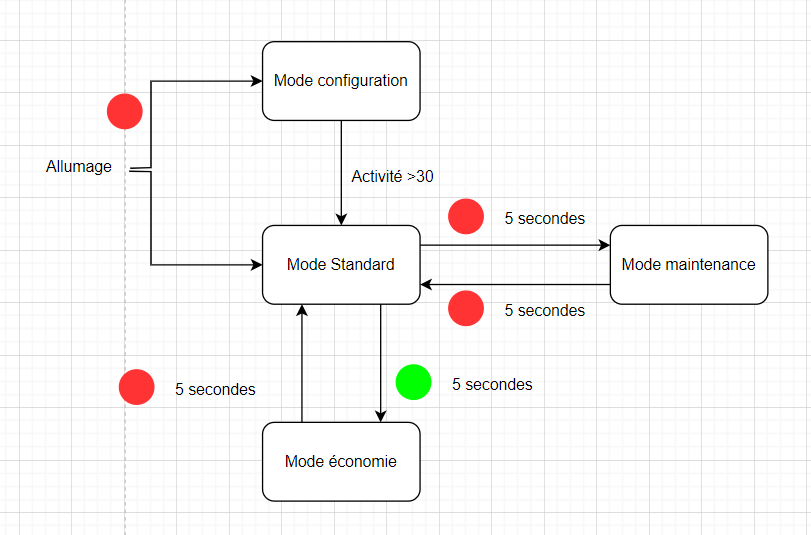 Mode configuration
Allumage
Activité >30
5 secondes
Mode Standard
Mode maintenance
5 secondes
5 secondes
5 secondes
Mode économie